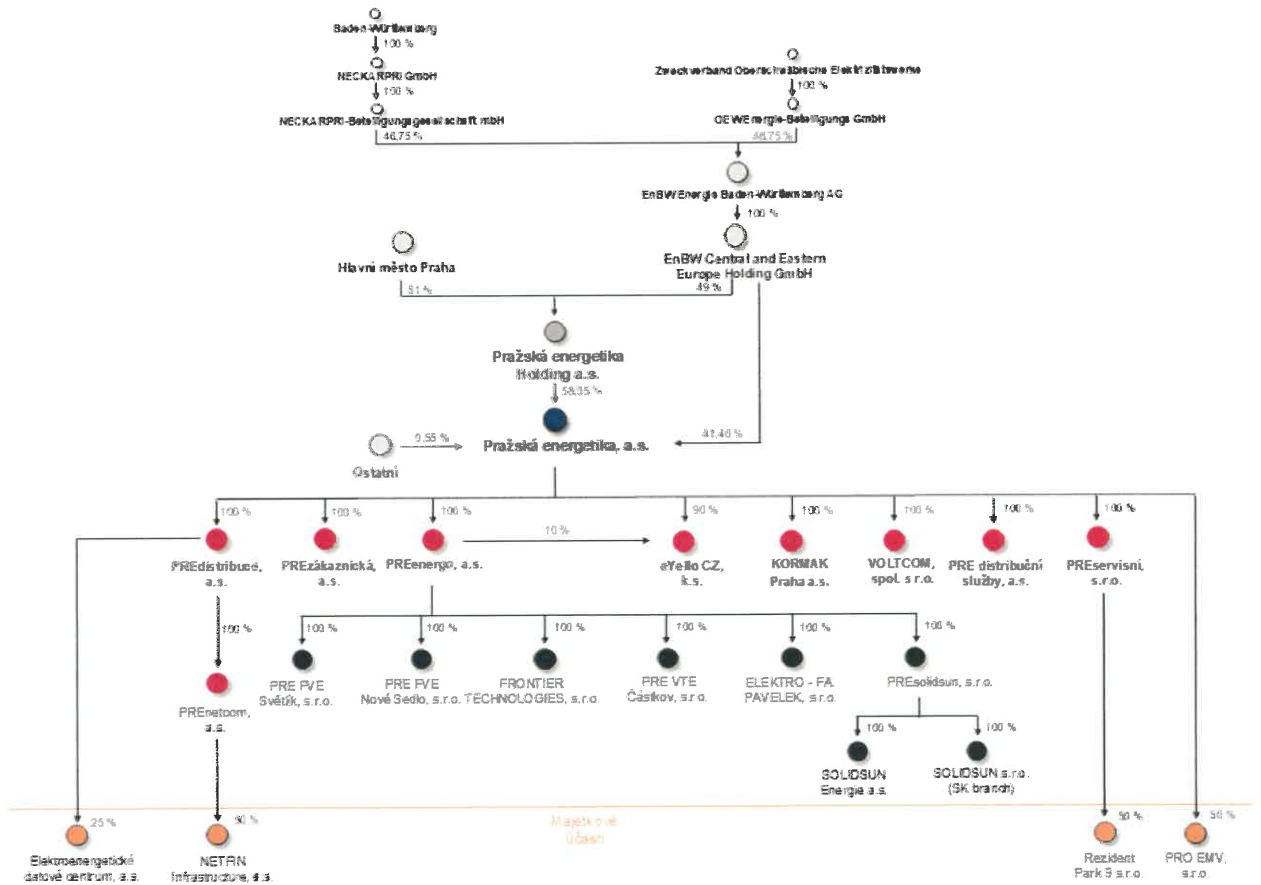 Baden-Württemberg
100 %
NECKARPRI GmbH
100 %
NECKARPRI-Beteiligungsgesellschaft mbH
46,75 %
Zweckverband Oberschwäbische Elektrizitätswerke
100 %
OEW Energie-Beteiligungs GmbH
46,75 %
EnBW Energie Baden-Württemberg AG
100 %
EnBW Central and Eastern
Europe Holding GmbH
49 %
Hlavní město Praha
51 %
Pražská energetika
Holding a.s.
58,05 %
Pražská energetika, a.s.
0,55 %
Ostatní
41,40 %
100 %
100 %
100 %
90 %
100 %
100 %
100 %
100 %
10 %
PREdistribuce,
a.s.
PREzákaznická,
a.s.
PREenergo, a.s.
eYello CZ,
k.s.
KORMAK
Praha a.s.
VOLTCOM,
spol. s r.o.
PRE distribuční
služby, a.s.
PREservisní,
s.r.o.
100 %
100 %
100 %
100 %
100 %
100 %
100 %
PREnetcom,
a.s.
PRE FVE
Světlík, s.r.o.
PRE FVE
Nové Sedlo, s.r.o.
FRONTIER
TECHNOLOGIES, s.r.o.
PRE VTE
Částkov, s.r.o.
ELEKTRO - FA.
PAVELEK, s.r.o.
PREsolidsun, s.r.o.
100 %
100 %
SOLIDSUN
Energie a.s.
SOLIDSUN s.r.o.
(SK branch)
Majetkové
účasti
25 %
50 %
50 %
50 %
Elektroenergetické
datové centrum, a.s.
NETFIN
Infrastructure, a.s.
Rezident
Park 9 s.r.o.
PRO EMV,
s.r.o.